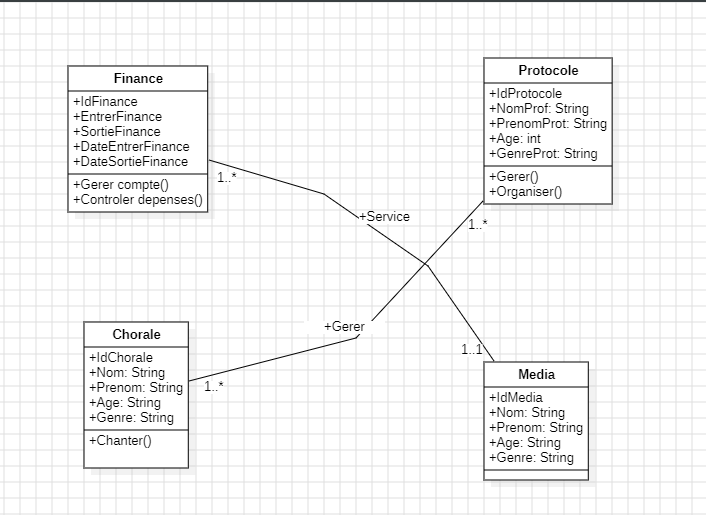 Finance
+IdFinance
+EntrerFinance
+SortieFinance
+DateEntrerFinance
+DateSortieFinance
+Gerer compte()
+Controler depenses()
Protocole
+IdProtocole
+NomProf: String
+PrenomProt: String
+Age: int
+GenreProt: String
+Gerer()
+Organiser()
1..*
+Service
1..*
+Gerer
1..1
1..*
Chorale
+IdChorale
+Nom: String
+Prenom: String
+Age: String
+Genre: String
+Chanter()
Media
+IdMedia
+Nom: String
+Prenom: String
+Age: String
+Genre: String